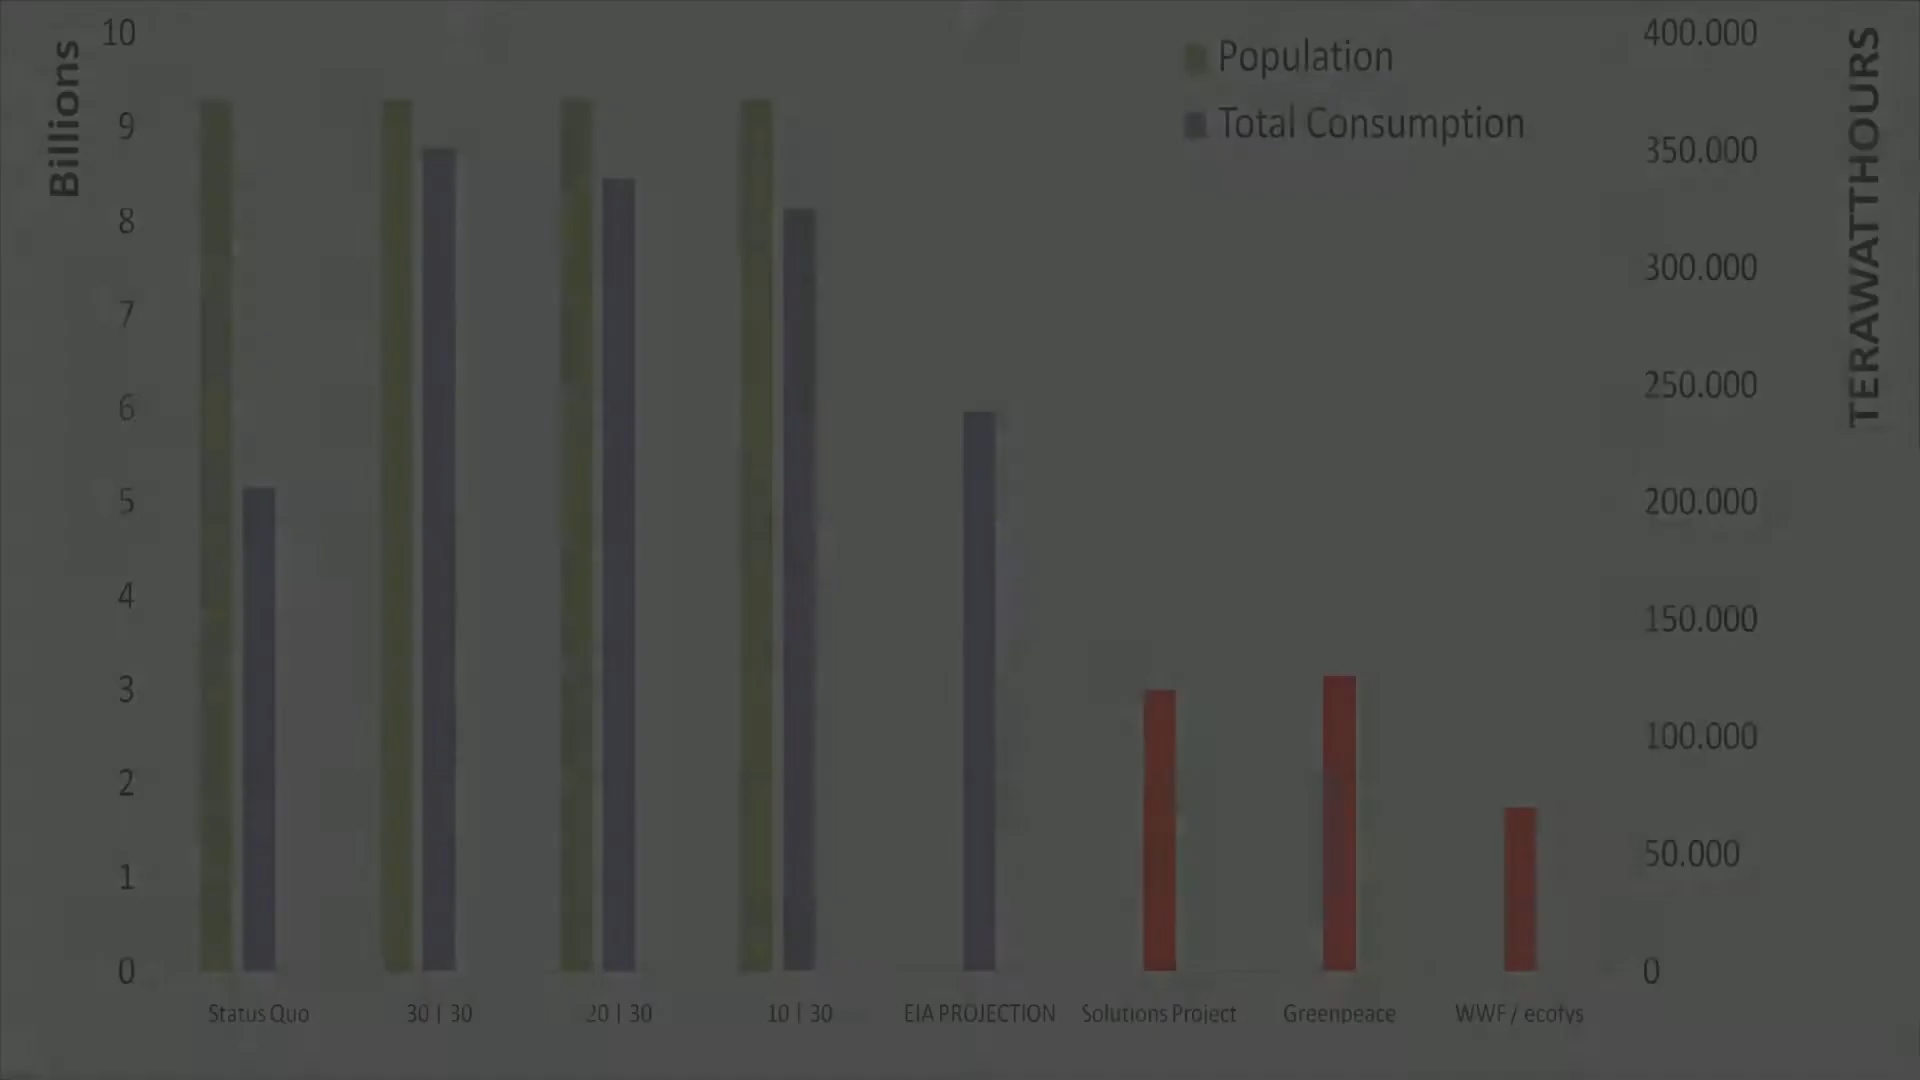 Billions
10
9
8
7
6
5
4
3
2
1
0
Population
Total Consumption
400.000
350.000
300.000
250.000
200.000
150.000
100.000
50.000
0
TERAWATTHOURS
Status Quo
30 | 30
20 | 30
10 | 30
EIA PROJECTION
Solutions Project
Greenpeace
WWF / ecofys